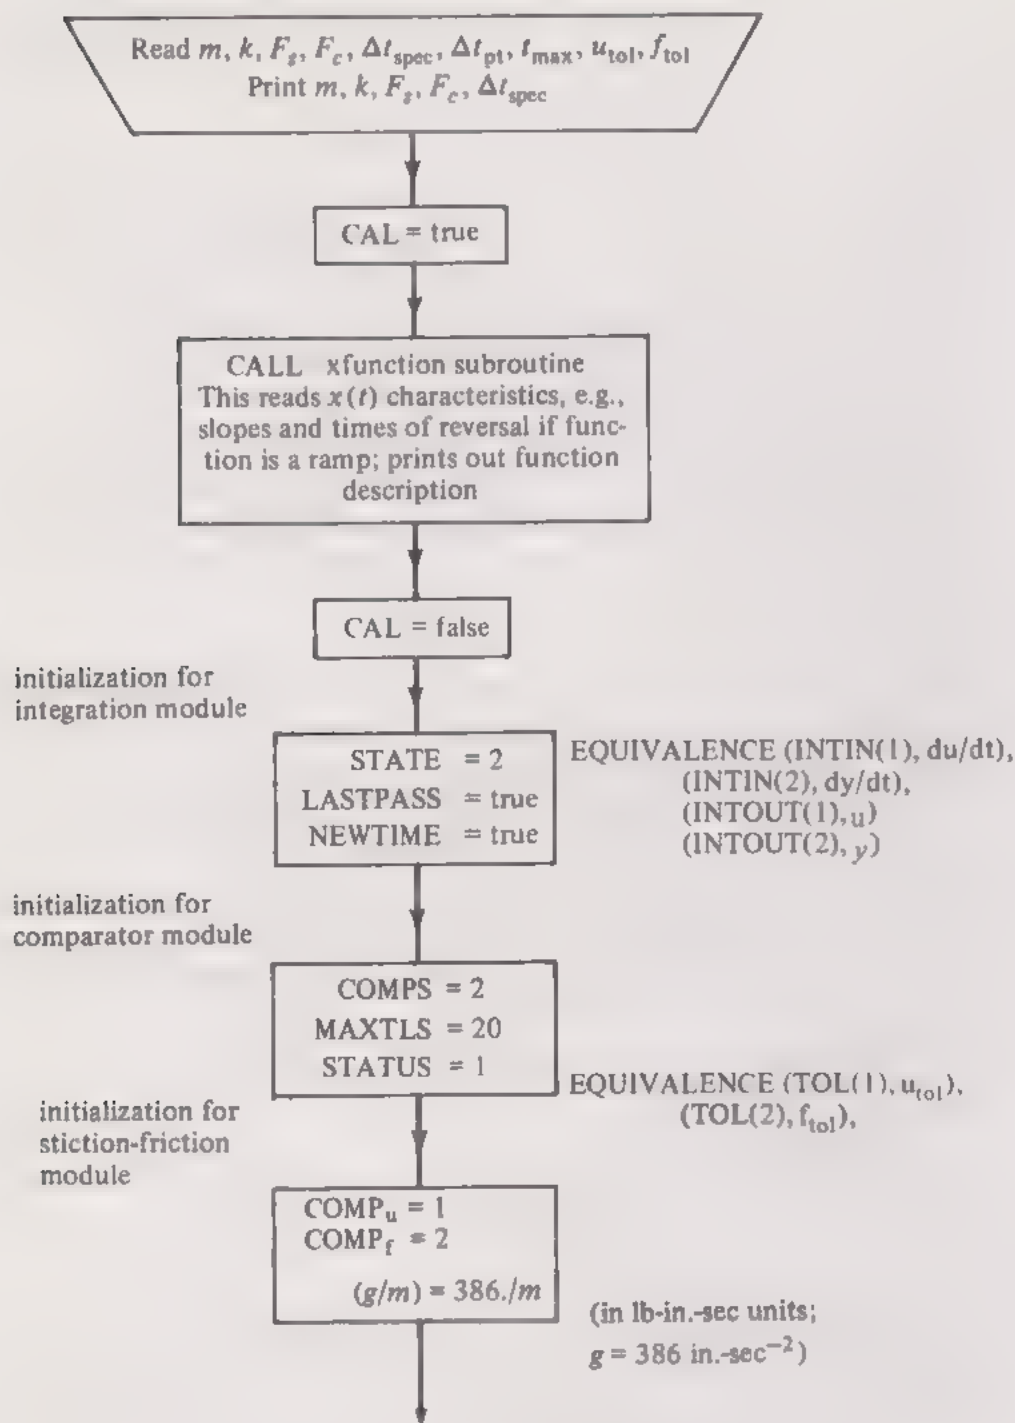 Read m, k, F_s, F_c, Δt_spec, Δt_pt, t_max, u_tol, f_tol
Print m, k, F_s, F_c, Δt_spec
CAL = true
CALL xfunction subroutine
This reads x(t) characteristics, e.g.,
slopes and times of reversal if func-
tion is a ramp; prints out function
description
CAL = false
initialization for
integration module
STATE = 2
LASTPASS = true
NEWTIME = true
EQUIVALENCE (INTIN(1), du/dt),
(INTIN(2), dy/dt),
(INTOUT(1), u)
(INTOUT(2), y)
initialization for
comparator module
COMPS = 2
MAXTLS = 20
STATUS = 1
EQUIVALENCE (TOL(1), u_tol),
(TOL(2), f_tol),
initialization for
stiction-friction
module
COMP_u = 1
COMP_f = 2
(g/m) = 386./m
(in lb-in.-sec units;
g = 386 in.-sec⁻²)